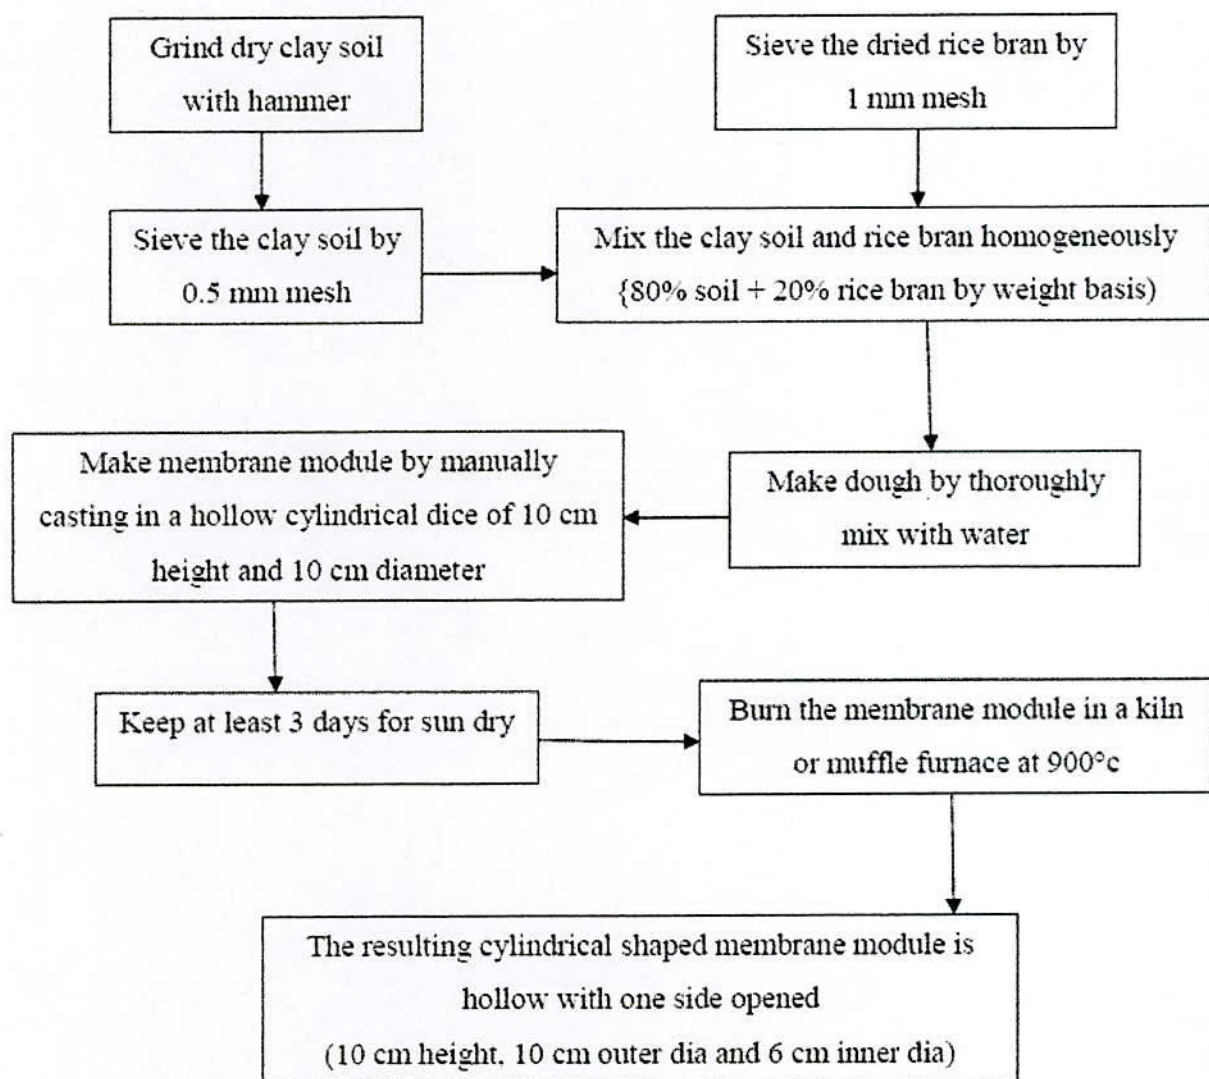 Grind dry clay soil
with hammer
Sieve the dried rice bran by
1 mm mesh
Sieve the clay soil by
0.5 mm mesh
Mix the clay soil and rice bran homogeneously
{80% soil + 20% rice bran by weight basis)
Make membrane module by manually
casting in a hollow cylindrical dice of 10 cm
height and 10 cm diameter
Make dough by thoroughly
mix with water
Keep at least 3 days for sun dry
Burn the membrane module in a kiln
or muffle furnace at 900°c
The resulting cylindrical shaped membrane module is
hollow with one side opened
(10 cm height, 10 cm outer dia and 6 cm inner dia)